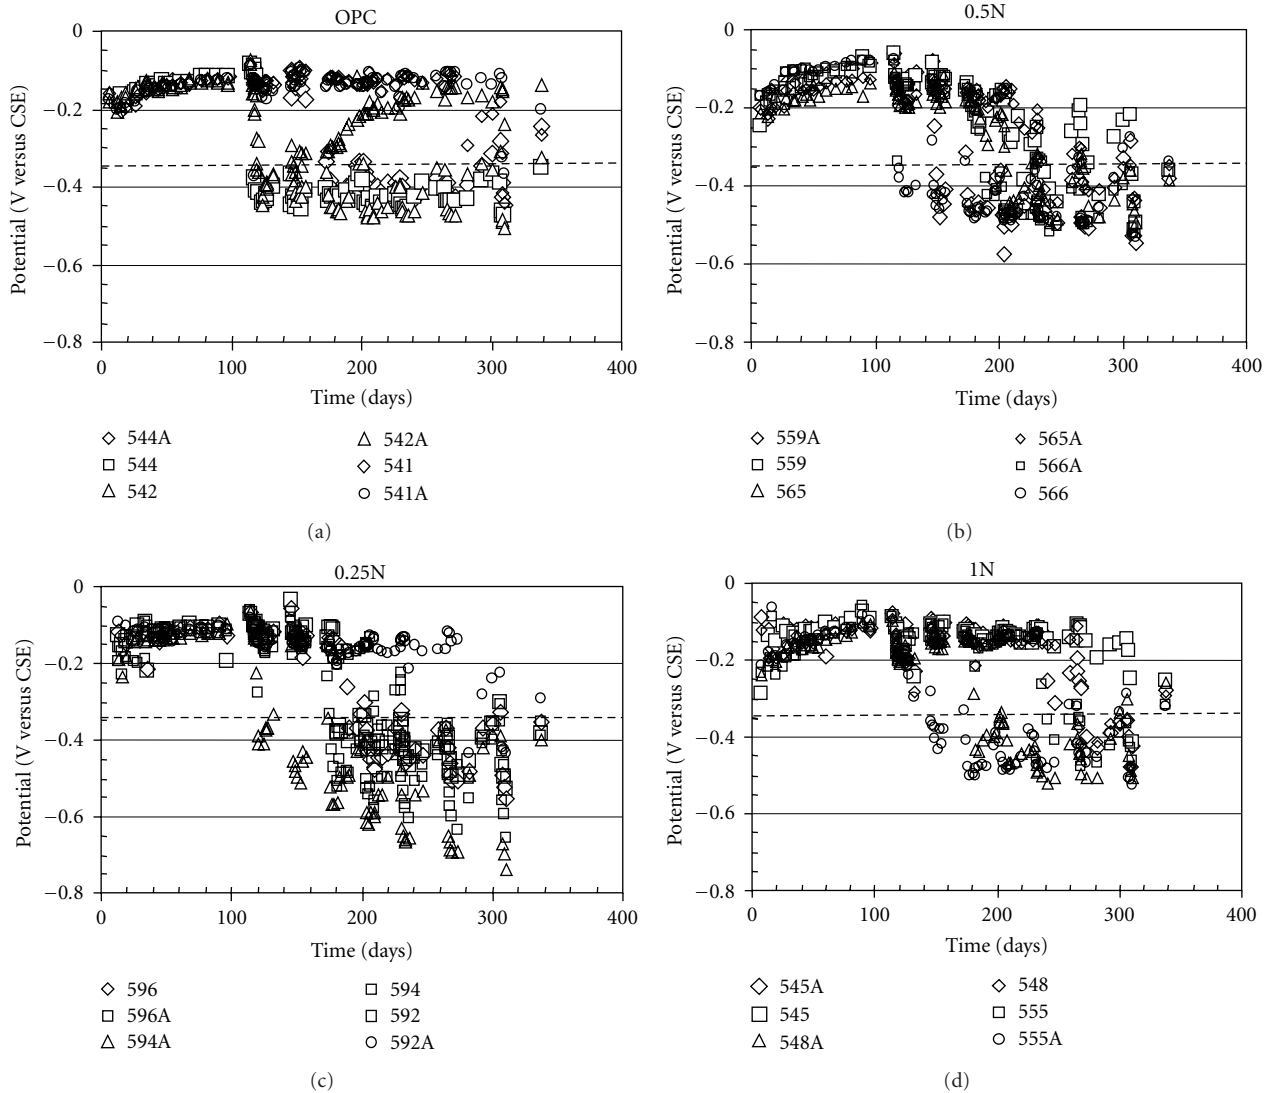 OPC
0
−0.2
−0.4
−0.6
−0.8
Potential (V versus CSE)
0 100 200 300 400
Time (days)
544A
544
542
542A
541
541A
(a)
0.5N
0
−0.2
−0.4
−0.6
−0.8
Potential (V versus CSE)
0 100 200 300 400
Time (days)
559A
559
565
565A
566A
566
(b)
0.25N
0
−0.2
−0.4
−0.6
−0.8
Potential (V versus CSE)
0 100 200 300 400
Time (days)
596
596A
594A
594
592
592A
(c)
1N
0
−0.2
−0.4
−0.6
−0.8
Potential (V versus CSE)
0 100 200 300 400
Time (days)
545A
545
548A
548
555
555A
(d)